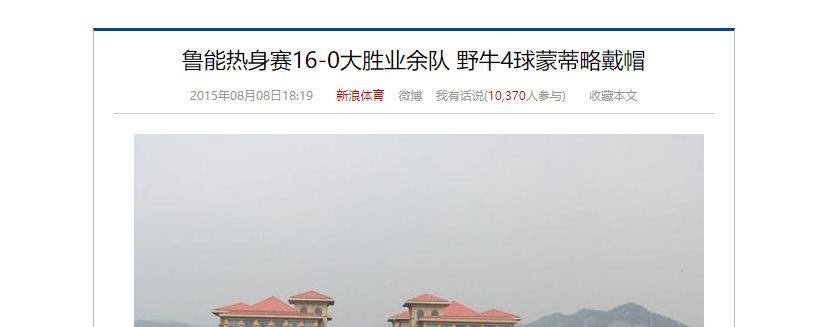 鲁能热身赛16-0大胜业余队 野牛4球蒙蒂略戴帽
2015年08月08日18:19 新浪体育 微博 我有话说(10,370人参与) 收藏本文